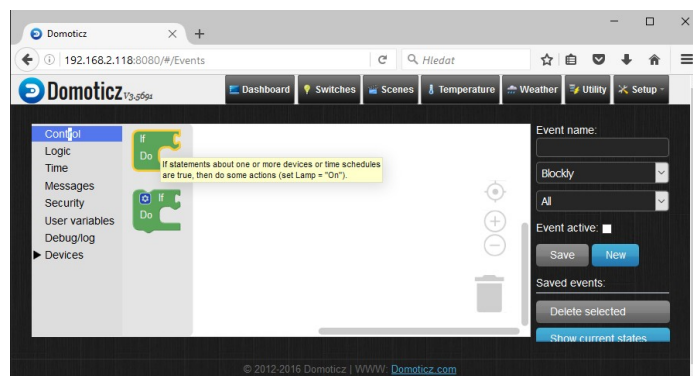 Domoticz
192.168.2.118:8080/#/Events
Hledat
Domoticz V3.5691
Dashboard
Switches
Scenes
Temperature
Weather
Utility
Setup
Control
Logic
Time
Messages
Security
User variables
Debug/log
Devices
If
Do
If statements about one or more devices or time schedules
are true, then do some actions (set Lamp = "On").
If
Do
Event name:
Blockly
All
Event active:
Save
New
Saved events:
Delete selected
Show current states
© 2012-2016 Domoticz | WWW: Domoticz.com